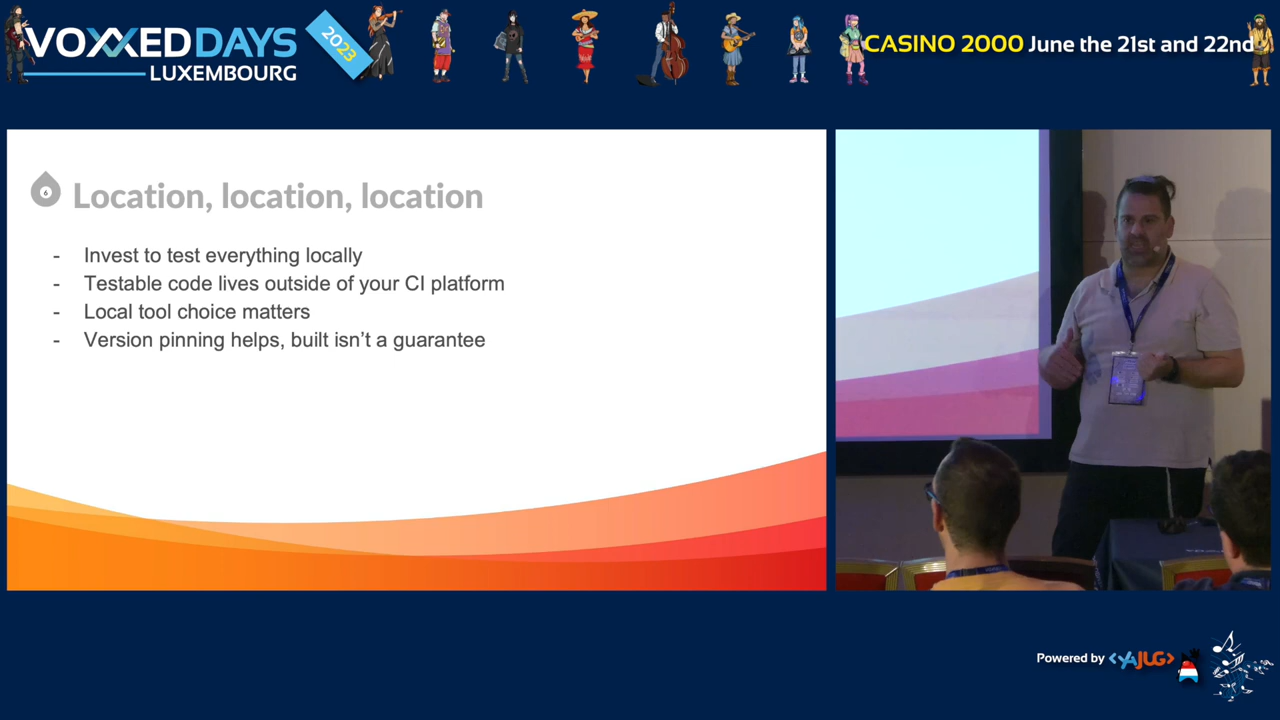 VOXXED DAYS
LUXEMBOURG
2023
CASINO 2000 June the 21st and 22nd
6
Location, location, location
- Invest to test everything locally
- Testable code lives outside of your CI platform
- Local tool choice matters
- Version pinning helps, built isn't a guarantee
Powered by <YAJUG>